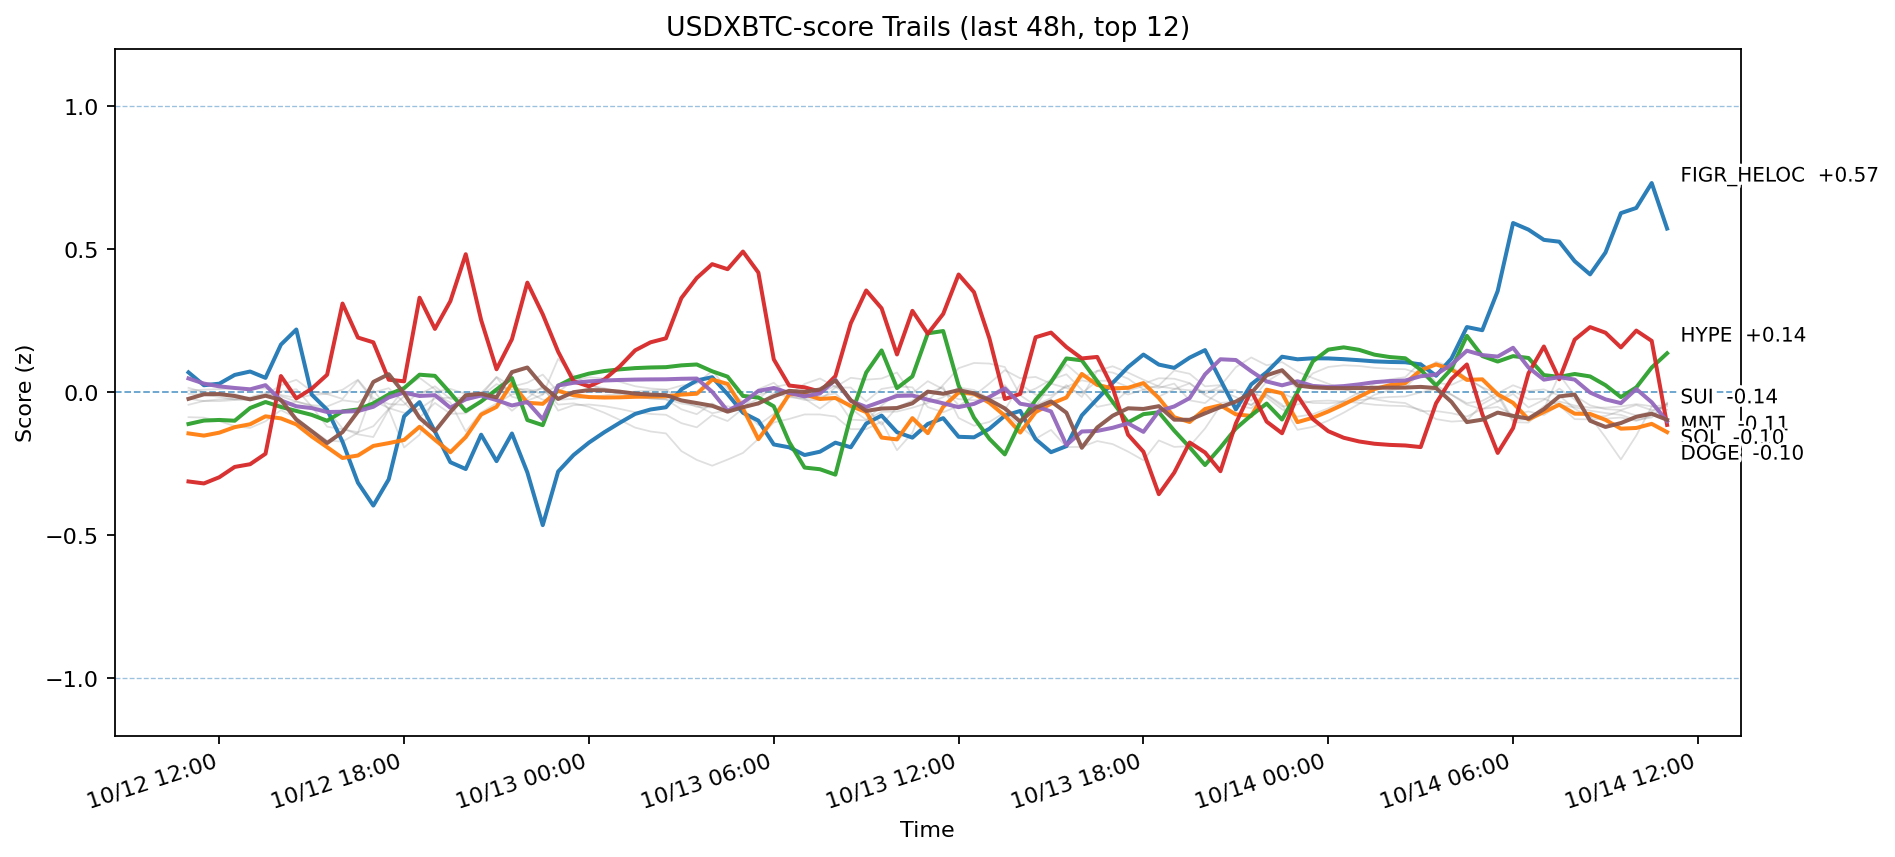 USDXBTC-score Trails (last 48h, top 12)
Score (z)
1.0
0.5
0.0
−0.5
−1.0
FIGR_HELOC +0.57
HYPE +0.14
SUI -0.14
MNT -0.11
SOL -0.10
DOGE -0.10
10/12 12:00
10/12 18:00
10/13 00:00
10/13 06:00
10/13 12:00
10/13 18:00
10/14 00:00
10/14 06:00
10/14 12:00
Time